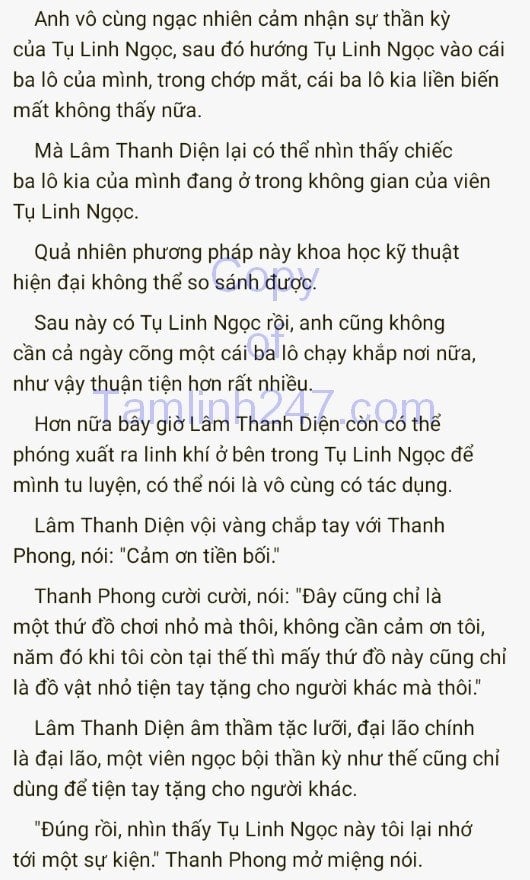 Anh vô cùng ngạc nhiên cảm nhận sự thần kỳ
của Tụ Linh Ngọc, sau đó hướng Tụ Linh Ngọc vào cái
ba lô của mình, trong chớp mắt, cái ba lô kia liền biến
mất không thấy nữa.
Mà Lâm Thanh Diện lại có thể nhìn thấy chiếc
ba lô kia của mình đang ở trong không gian của viên
Tụ Linh Ngọc.
Quả nhiên phương pháp này khoa học kỹ thuật
hiện đại không thể so sánh được.
Copy
Sau này có Tụ Linh Ngọc rồi, anh cũng không
of
cần cả ngày cõng một cái ba lô chạy khắp nơi nữa,
như vậy thuận tiện hơn rất nhiều.
Tamlinh247.com
Hơn nữa bây giờ Lâm Thanh Diện còn có thể
phóng xuất ra linh khí ở bên trong Tụ Linh Ngọc để
mình tu luyện, có thể nói là vô cùng có tác dụng.
Lâm Thanh Diện vội vàng chắp tay với Thanh
Phong, nói: "Cảm ơn tiền bối."
Thanh Phong cười cười, nói: "Đây cũng chỉ là
một thứ đồ chơi nhỏ mà thôi, không cần cảm ơn tôi,
năm đó khi tôi còn tại thế thì mấy thứ đồ này cũng chỉ
là đồ vật nhỏ tiện tay tặng cho người khác mà thôi."
Lâm Thanh Diện âm thầm tặc lưỡi, đại lão chính
là đại lão, một viên ngọc bội thần kỳ như thế cũng chỉ
dùng để tiện tay tặng cho người khác.
"Đúng rồi, nhìn thấy Tụ Linh Ngọc này tôi lại nhớ
tới một sự kiện." Thanh Phong mở miệng nói.